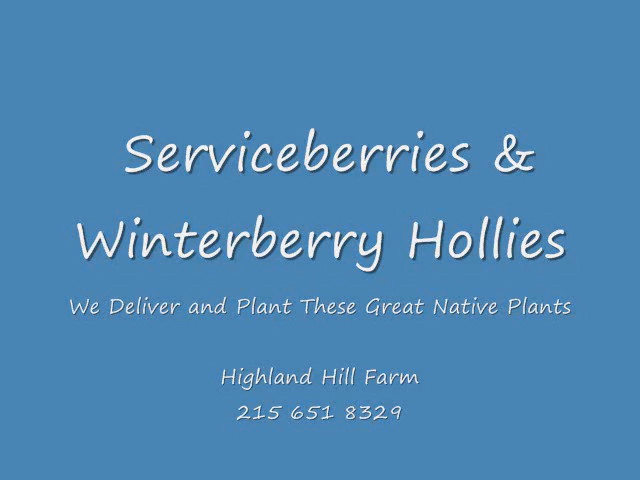 Serviceberries &
Winterberry Hollies
We Deliver and Plant These Great Native Plants
Highland Hill Farm
215 651 8329